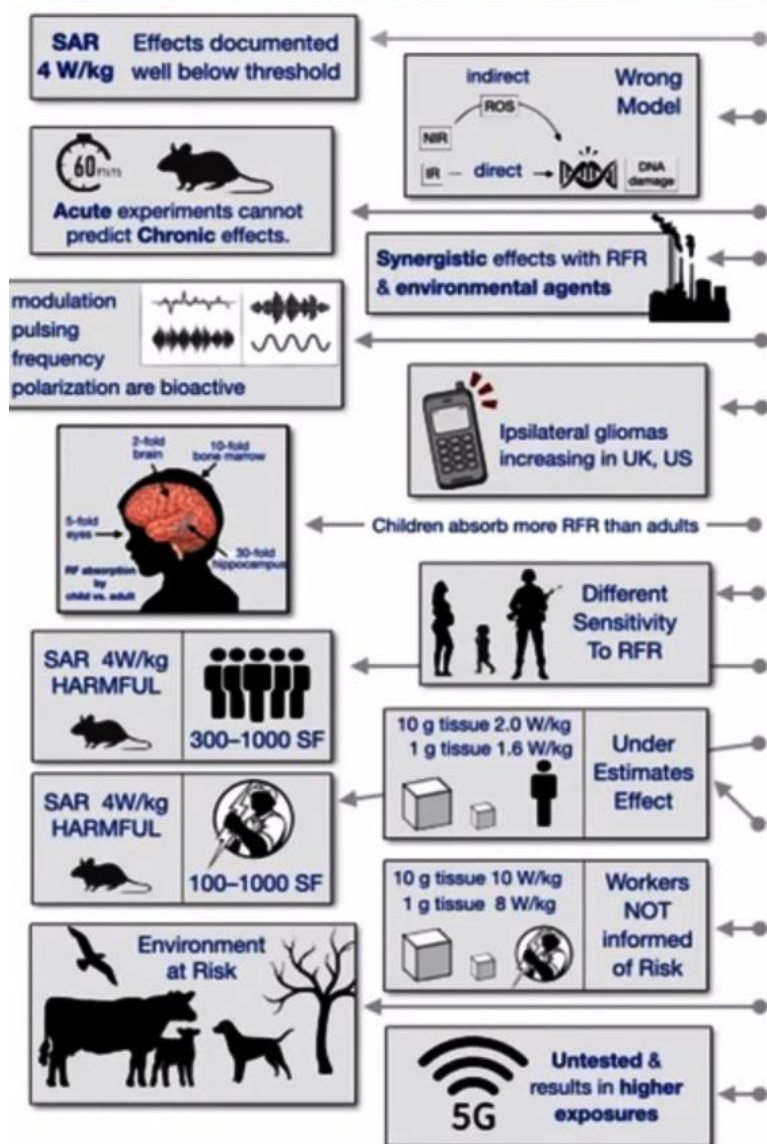 SAR Effects documented
4 W/kg well below threshold
indirect
Wrong
Model
ROS
NIR
IR direct
DNA
damage
60
Acute experiments cannot
predict Chronic effects.
Synergistic effects with RFR
& environmental agents
modulation
pulsing
frequency
polarization are bioactive
Ipsilateral gliomas
increasing in UK, US
2-fold
brain
10-fold
bone marrow
5-fold
eyes
30-fold
hippocampus
RF absorption
by
child vs. adult
Children absorb more RFR than adults
Different
Sensitivity
To RFR
SAR 4W/kg
HARMFUL
300–1000 SF
10 g tissue 2.0 W/kg
1 g tissue 1.6 W/kg
Under
Estimates
Effect
SAR 4W/kg
HARMFUL
100–1000 SF
10 g tissue 10 W/kg
1 g tissue 8 W/kg
Workers
NOT
informed
of Risk
Environment
at Risk
5G
Untested &
results in higher
exposures